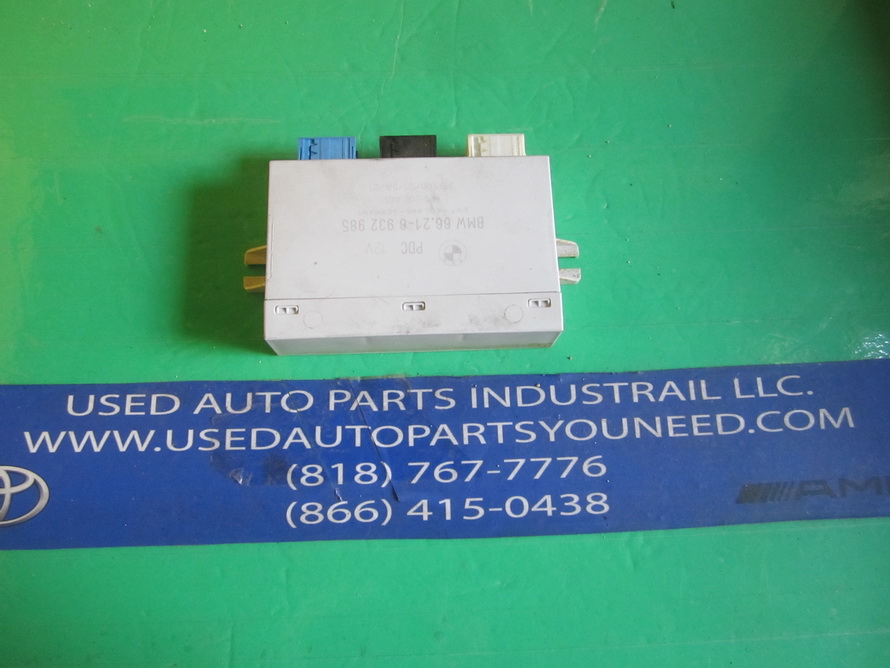 PDC 12V
BMW 66.21-6 932 985
USED AUTO PARTS INDUSTRAIL LLC.
WWW.USEDAUTOPARTSYOUNEED.COM
(818) 767-7776
(866) 415-0438